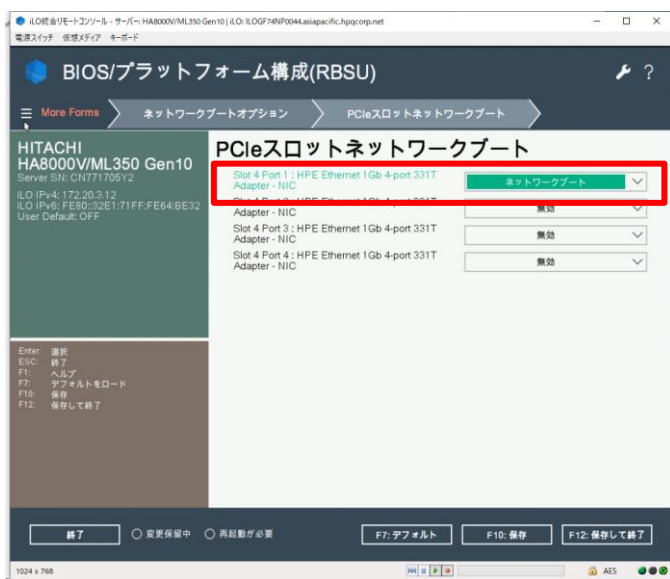 iLO統合リモートコンソール - サーバー: HA8000V/ML350 Gen10 | iLO: ILOGF74NP0044.asiapacific.hpqcorp.net
電源スイッチ 仮想メディア キーボード
BIOS/プラットフォーム構成(RBSU)
?
More Forms
ネットワークブートオプション
PCIeスロットネットワークブート
HITACHI
HA8000V/ML350 Gen10
Server SN: CN771705Y2
iLO IPv4: 172.20.3.12
iLO IPv6: FE80::32E1:71FF:FE64:BE32
User Default: OFF
Enter: 選択
ESC: 終了
F1: ヘルプ
F7: デフォルトをロード
F10: 保存
F12: 保存して終了
PCIeスロットネットワークブート
Slot 4 Port 1 : HPE Ethernet 1Gb 4-port 331T
Adapter - NIC
ネットワークブート
Slot 4 Port 2 : HPE Ethernet 1Gb 4-port 331T
Adapter - NIC
無効
Slot 4 Port 3 : HPE Ethernet 1Gb 4-port 331T
Adapter - NIC
無効
Slot 4 Port 4 : HPE Ethernet 1Gb 4-port 331T
Adapter - NIC
無効
終了
変更保留中
再起動が必要
F7: デフォルト
F10: 保存
F12: 保存して終了
1024 x 768
AES